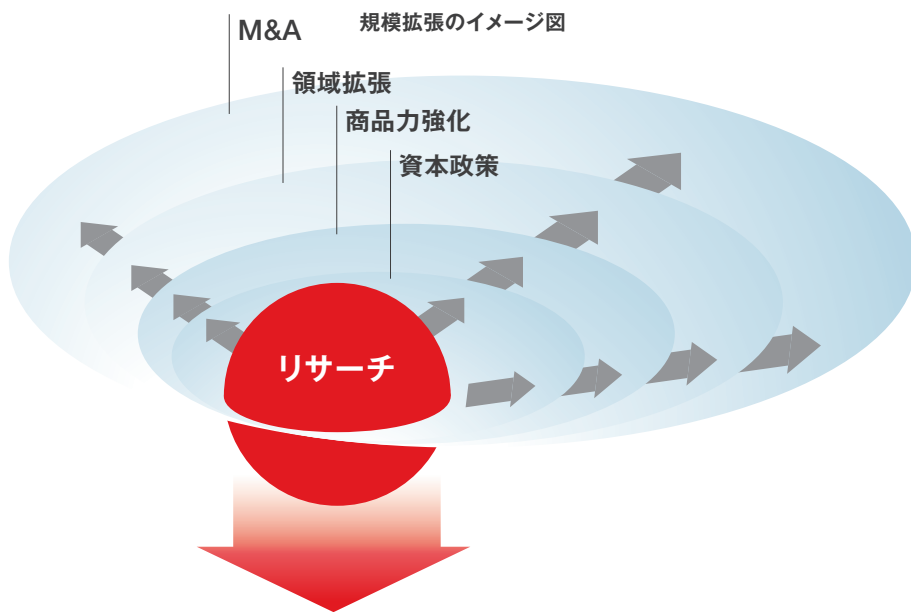 規模拡張のイメージ図
M&A
領域拡張
商品力強化
資本政策
リサーチ